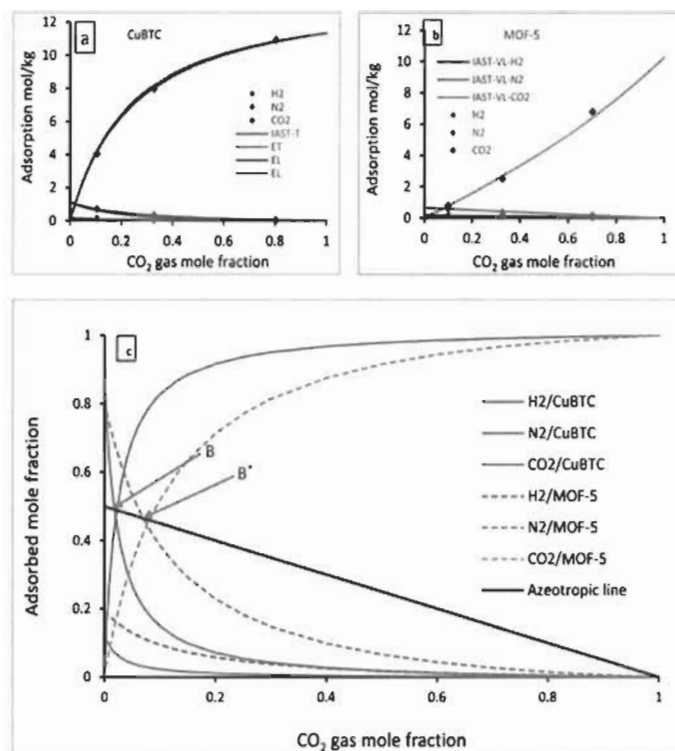 a
CuBTC
12
10
8
6
4
2
0
0
0.2
0.4
0.6
0.8
1
Adsorption mol/kg
CO2 gas mole fraction
H2
N2
CO2
IAST-T
ET
EL
EL
b
MOF-5
12
10
8
6
4
2
0
0
0.2
0.4
0.6
0.8
1
Adsorption mol/kg
CO2 gas mole fraction
IAST-VL-H2
IAST-VL-N2
IAST-VL-CO2
H2
N2
CO2
c
1
0.8
0.6
0.4
0.2
0
0
0.2
0.4
0.6
0.8
1
Adsorbed mole fraction
CO2 gas mole fraction
B
B*
H2/CuBTC
N2/CuBTC
CO2/CuBTC
H2/MOF-5
N2/MOF-5
CO2/MOF-5
Azeotropic line